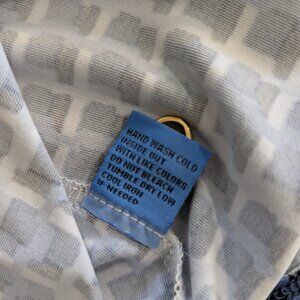 HAND WASH COLD
INSIDE OUT
WITH LIKE COLORS
DO NOT BLEACH
TUMBLE DRY LOW
COOL IRON
IF NEEDED